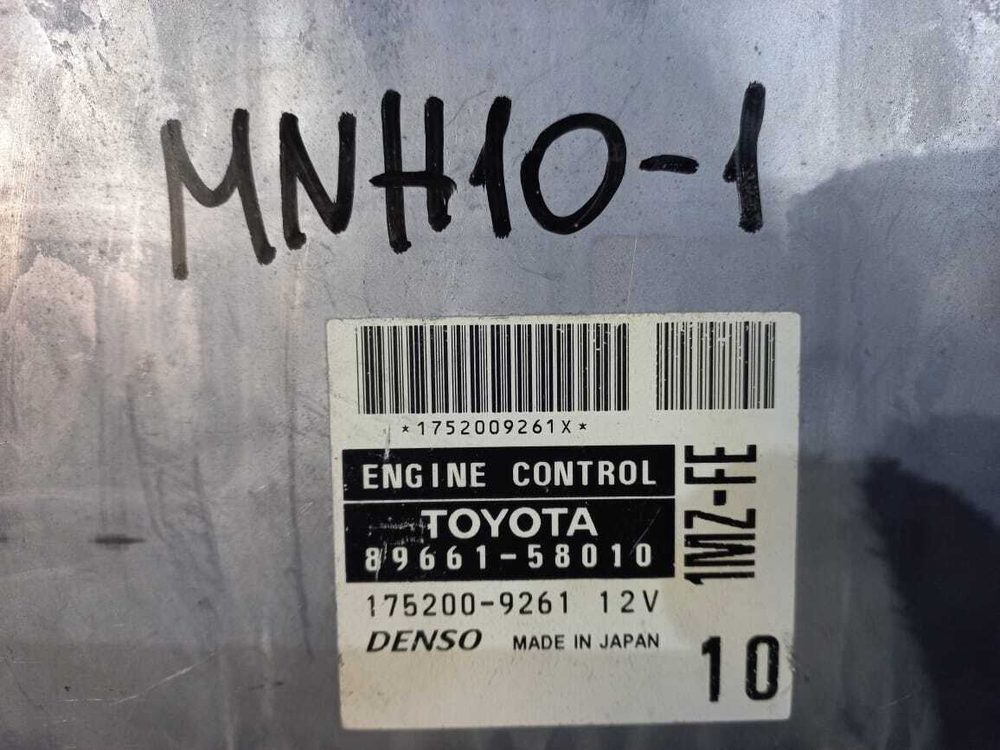 MNH10-1
*1752009261X*
ENGINE CONTROL
TOYOTA
89661-58010
1MZ-FE
175200-9261 12V
DENSO MADE IN JAPAN
10